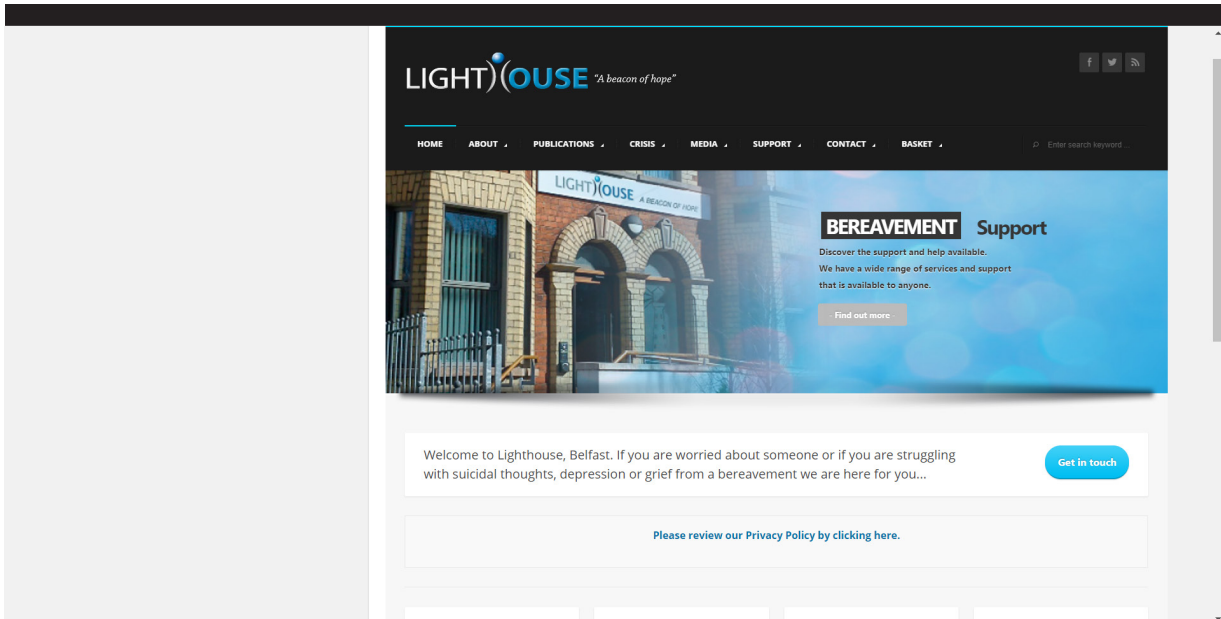 LIGHTHOUSE "A beacon of hope"
HOME ABOUT PUBLICATIONS CRISIS MEDIA SUPPORT CONTACT BASKET Enter search keyword ...
LIGHTHOUSE A BEACON OF HOPE
BEREAVEMENT Support
Discover the support and help available.
We have a wide range of services and support
that is available to anyone.
- Find out more -
Welcome to Lighthouse, Belfast. If you are worried about someone or if you are struggling
with suicidal thoughts, depression or grief from a bereavement we are here for you...
Get in touch
Please review our Privacy Policy by clicking here.